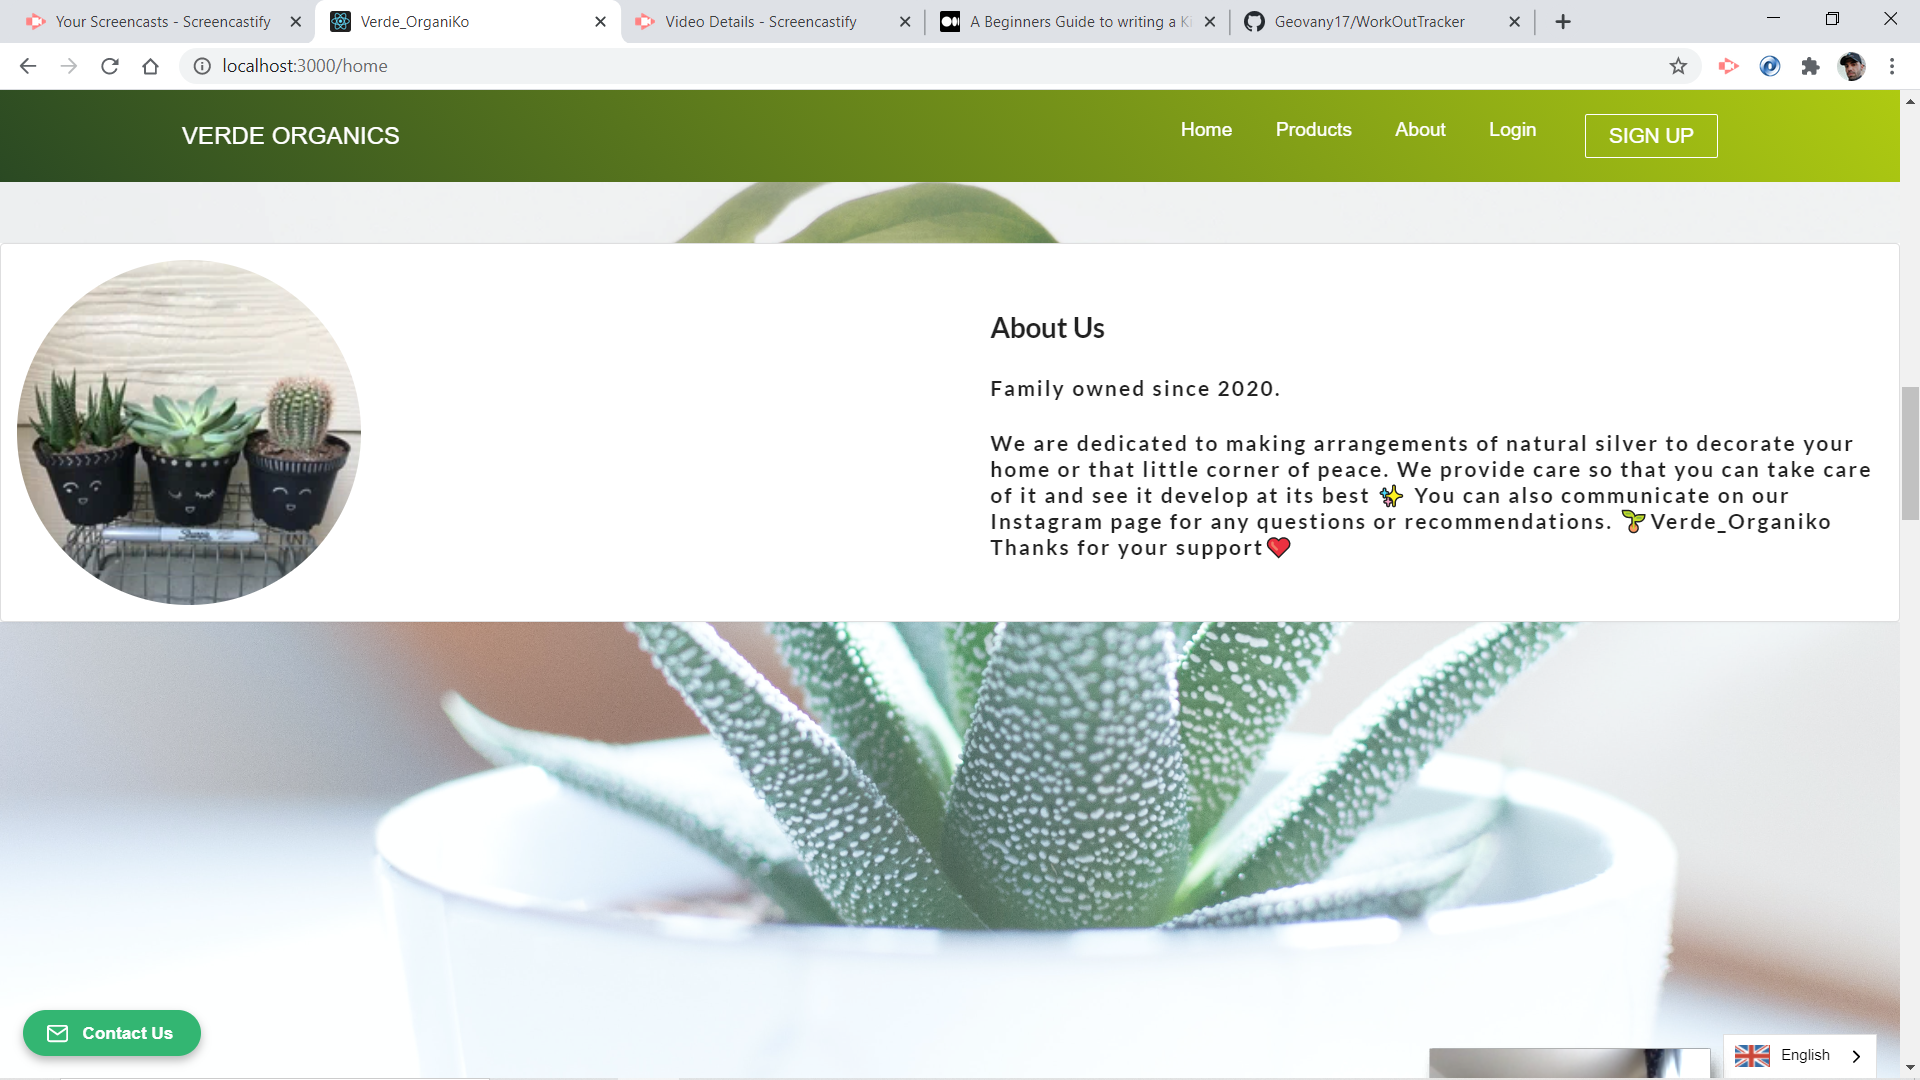 Your Screencasts - Screencastify
Verde_OrganiKo
Video Details - Screencastify
A Beginners Guide to writing a Ki
Geovany17/WorkOutTracker
localhost:3000/home
VERDE ORGANICS
Home
Products
About
Login
SIGN UP
About Us
Family owned since 2020.
We are dedicated to making arrangements of natural silver to decorate your
home or that little corner of peace. We provide care so that you can take care
of it and see it develop at its best ✨ You can also communicate on our
Instagram page for any questions or recommendations. 🌱Verde_Organiko
Thanks for your support❤️
Sharpie
Contact Us
English